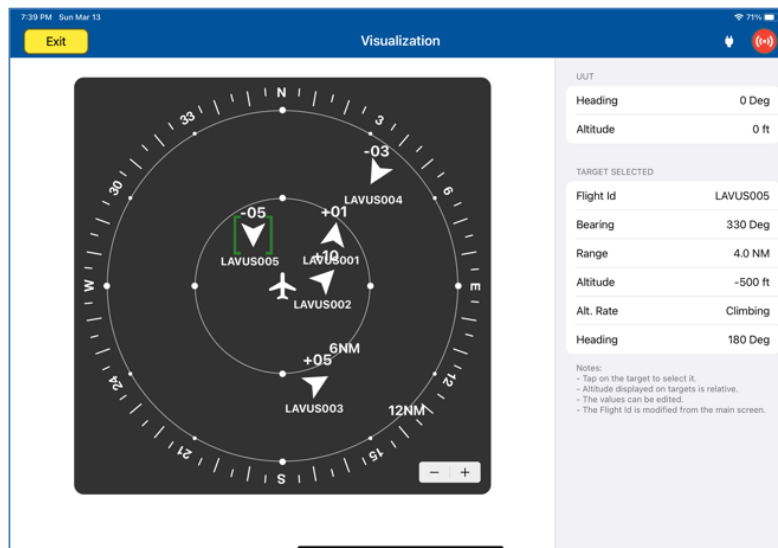 7:39 PM Sun Mar 13
71%
Exit
Visualization
N
33
3
30
6
W
E
24
12
21
15
S
-03
LAVUS004
-05
LAVUS005
+01
LAVUS001
+10
LAVUS002
6NM
+05
LAVUS003
12NM
− +
UUT
Heading 0 Deg
Altitude 0 ft
TARGET SELECTED
Flight Id LAVUS005
Bearing 330 Deg
Range 4.0 NM
Altitude -500 ft
Alt. Rate Climbing
Heading 180 Deg
Notes:
- Tap on the target to select it.
- Altitude displayed on targets is relative.
- The values can be edited.
- The Flight Id is modified from the main screen.